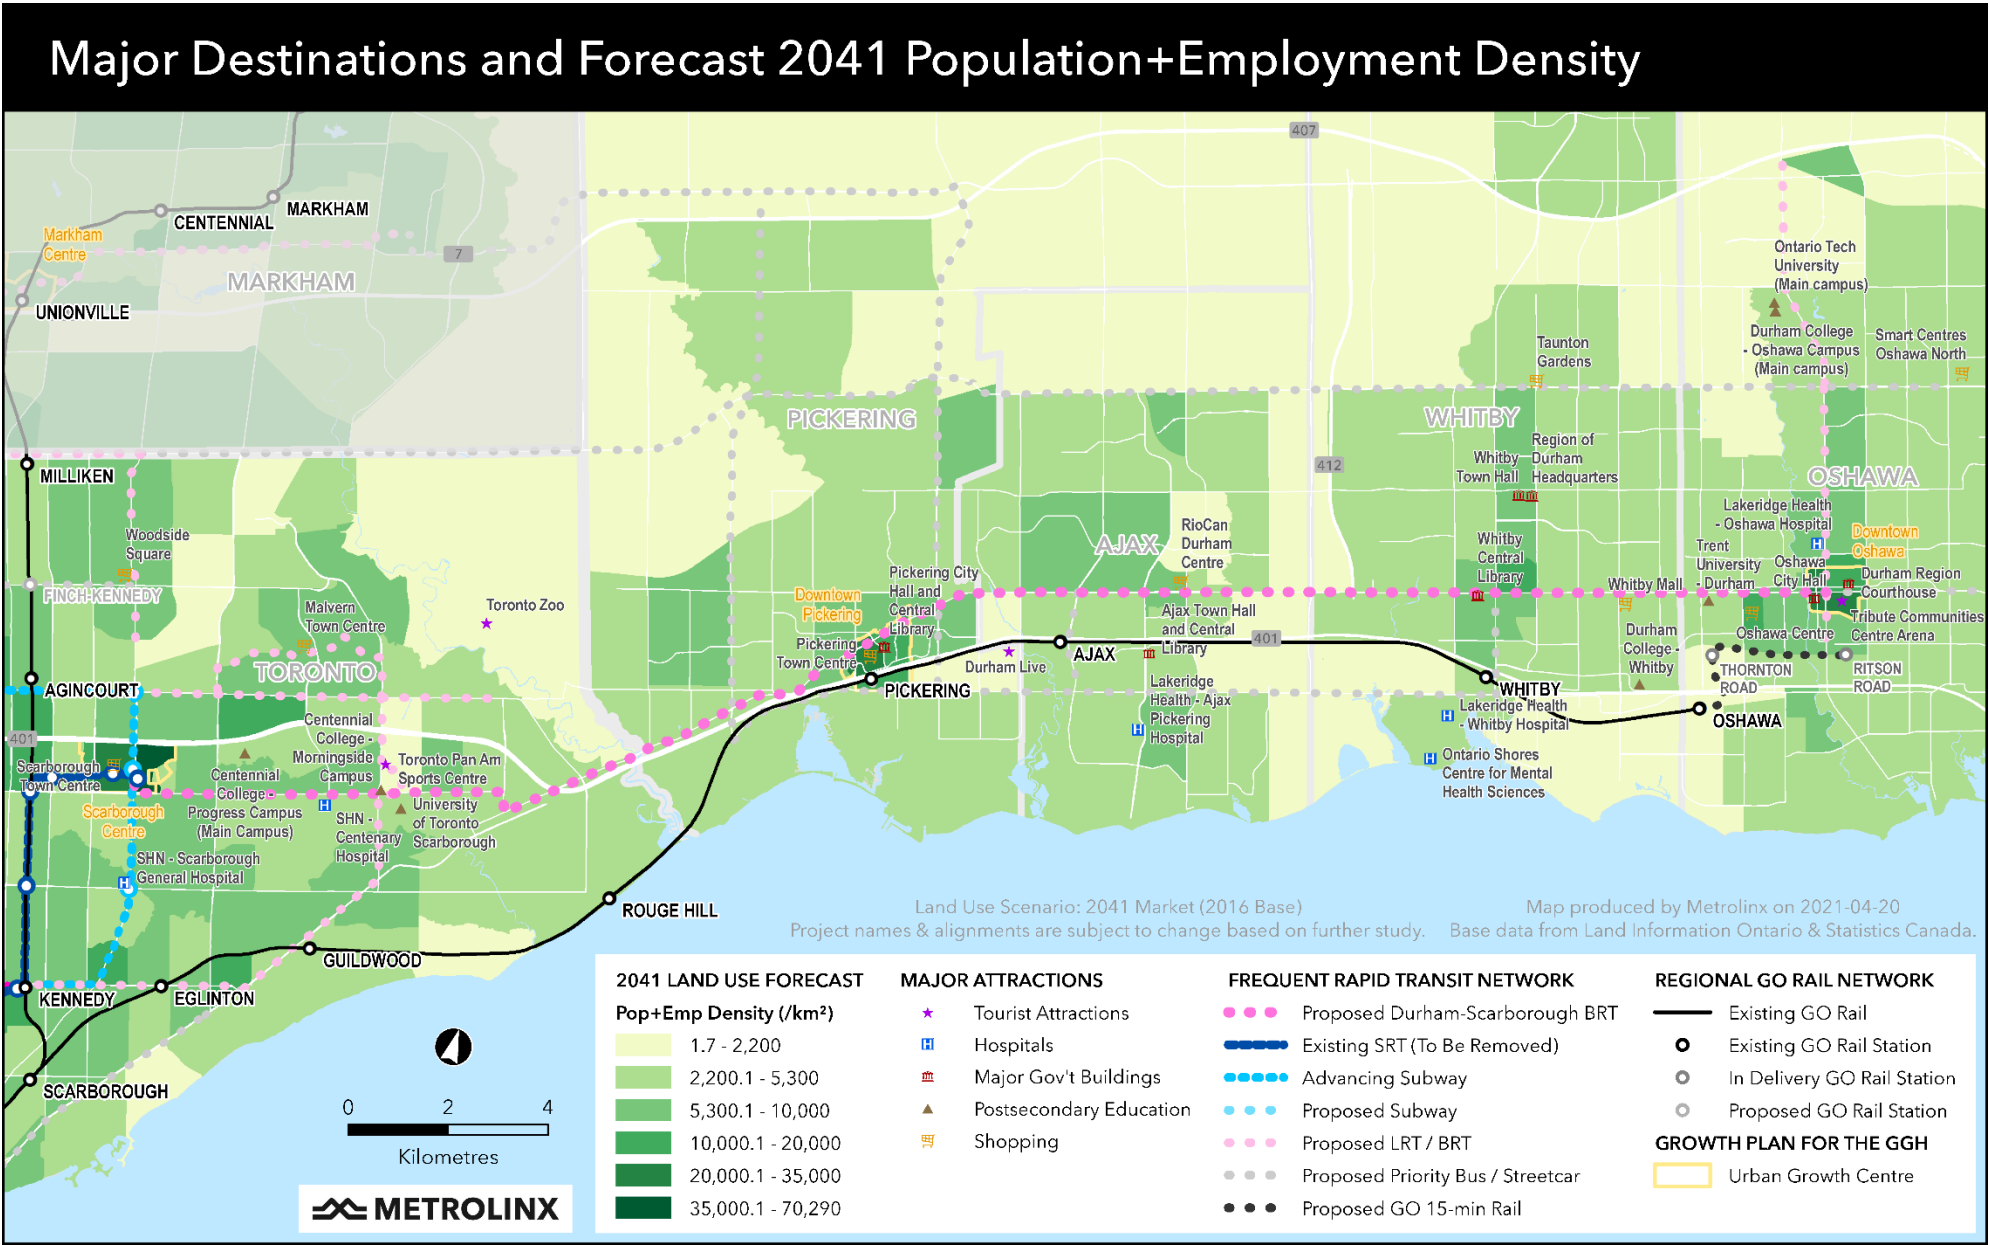 Major Destinations and Forecast 2041 Population+Employment Density
407
MARKHAM
CENTENNIAL
Markham
Centre
7
MARKHAM
UNIONVILLE
Ontario Tech
University
(Main campus)
Durham College
- Oshawa Campus
(Main campus)
Smart Centres
Oshawa North
Taunton
Gardens
PICKERING
WHITBY
Region of
Durham
Headquarters
Whitby
Town Hall
412
MILLIKEN
OSHAWA
Lakeridge Health
- Oshawa Hospital
Downtown
Oshawa
Woodside
Square
RioCan
Durham
Centre
AJAX
Whitby
Central
Library
Trent
University
- Durham
Oshawa
City Hall
Durham Region
Courthouse
FINCH-KENNEDY
Malvern
Town Centre
Toronto Zoo
Downtown
Pickering
Pickering City
Hall and
Central
Library
Whitby Mall
Ajax Town Hall
and Central
Library
Tribute Communities
Centre Arena
Oshawa Centre
Durham
College -
Whitby
Pickering
Town Centre
Durham Live
AJAX
401
TORONTO
THORNTON
ROAD
RITSON
ROAD
AGINCOURT
PICKERING
WHITBY
OSHAWA
Lakeridge
Health - Ajax
Pickering
Hospital
Lakeridge Health
- Whitby Hospital
Ontario Shores
Centre for Mental
Health Sciences
401
Centennial
College -
Morningside
Campus
Toronto Pan Am
Sports Centre
Scarborough
Town Centre
Centennial
College -
Progress Campus
(Main Campus)
Scarborough
Centre
SHN -
Centenary
Hospital
University
of Toronto
Scarborough
SHN - Scarborough
General Hospital
ROUGE HILL
GUILDWOOD
KENNEDY
EGLINTON
SCARBOROUGH
Land Use Scenario: 2041 Market (2016 Base)
Project names & alignments are subject to change based on further study.
Map produced by Metrolinx on 2021-04-20
Base data from Land Information Ontario & Statistics Canada.
0 2 4
Kilometres
METROLINX
2041 LAND USE FORECAST
Pop+Emp Density (/km²)
1.7 - 2,200
2,200.1 - 5,300
5,300.1 - 10,000
10,000.1 - 20,000
20,000.1 - 35,000
35,000.1 - 70,290
MAJOR ATTRACTIONS
Tourist Attractions
Hospitals
Major Gov't Buildings
Postsecondary Education
Shopping
FREQUENT RAPID TRANSIT NETWORK
Proposed Durham-Scarborough BRT
Existing SRT (To Be Removed)
Advancing Subway
Proposed Subway
Proposed LRT / BRT
Proposed Priority Bus / Streetcar
Proposed GO 15-min Rail
REGIONAL GO RAIL NETWORK
Existing GO Rail
Existing GO Rail Station
In Delivery GO Rail Station
Proposed GO Rail Station
GROWTH PLAN FOR THE GGH
Urban Growth Centre